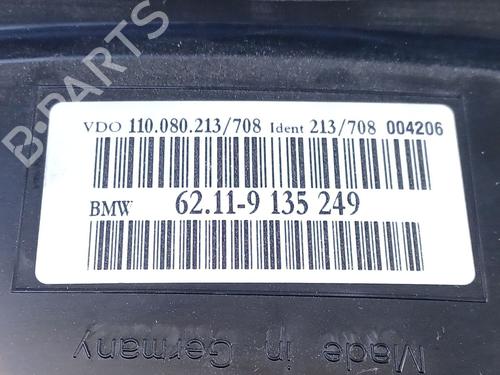 B-PARTS
VDO 110.080.213/708 Ident 213/708 004206
BMW 62.11-9 135 249
Made in
Germany